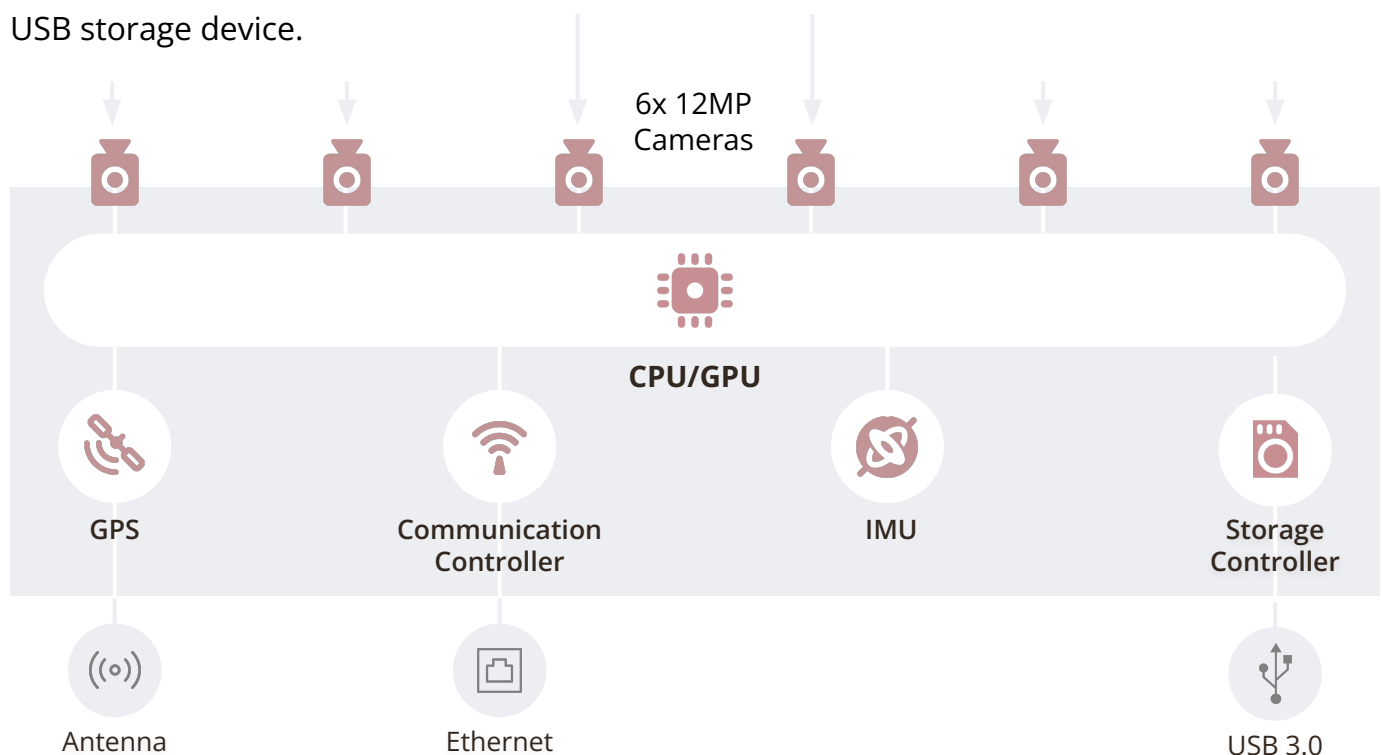 USB storage device.
6x 12MP
Cameras
CPU/GPU
GPS
Communication
Controller
IMU
Storage
Controller
Antenna
Ethernet
USB 3.0